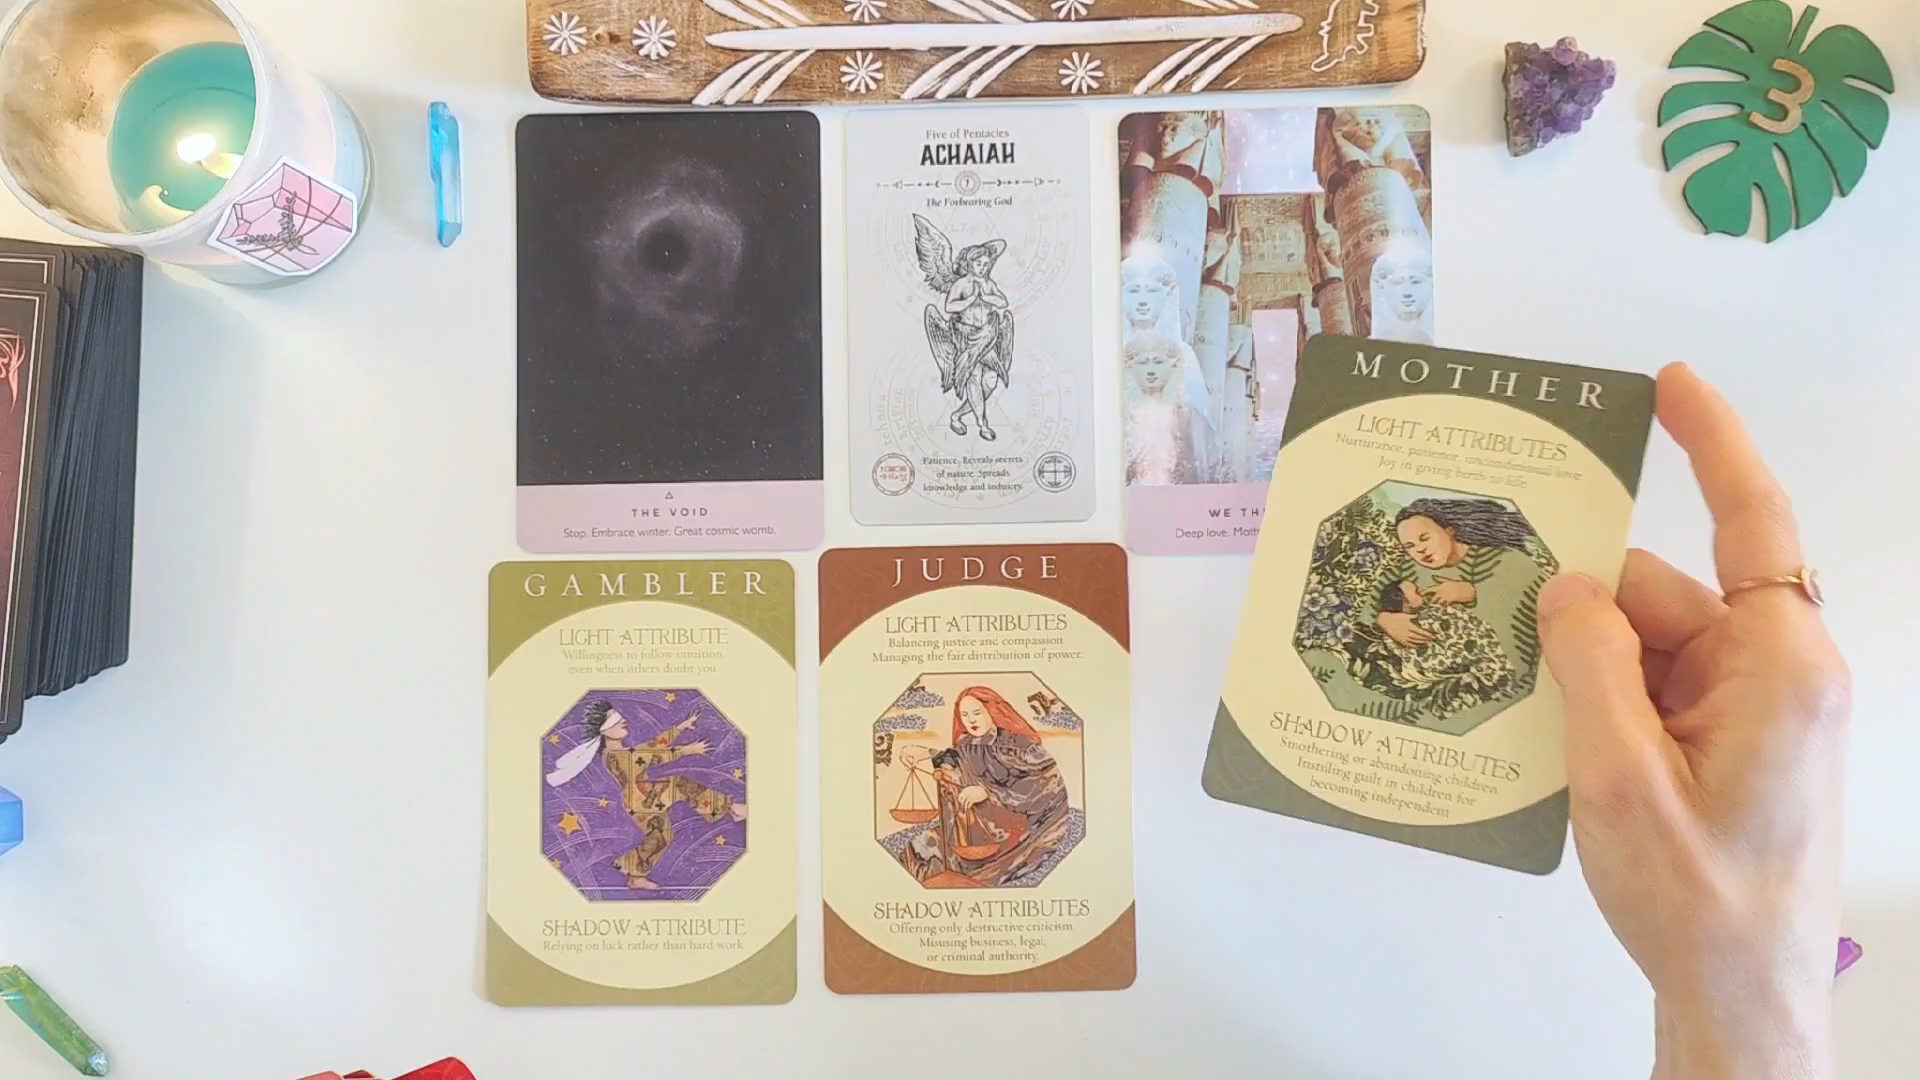 3
THE VOID
Stop. Embrace winter. Great cosmic womb.
Five of Pentacles
ACHAIAH
7
The Forbearing God
Patience. Reveals secrets
of nature. Spreads
knowledge and industry.
WE TH
Deep love. Moth
GAMBLER
LIGHT ATTRIBUTE
Willingness to follow intuition,
even when others doubt you
SHADOW ATTRIBUTE
Relying on luck rather than hard work.
JUDGE
LIGHT ATTRIBUTES
Balancing justice and compassion.
Managing the fair distribution of power.
SHADOW ATTRIBUTES
Offering only destructive criticism.
Misusing business, legal,
or criminal authority.
MOTHER
LIGHT ATTRIBUTES
Nurturance, patience, unconditional love.
Joy in giving birth to life.
SHADOW ATTRIBUTES
Smothering or abandoning children.
Instilling guilt in children for
becoming independent.